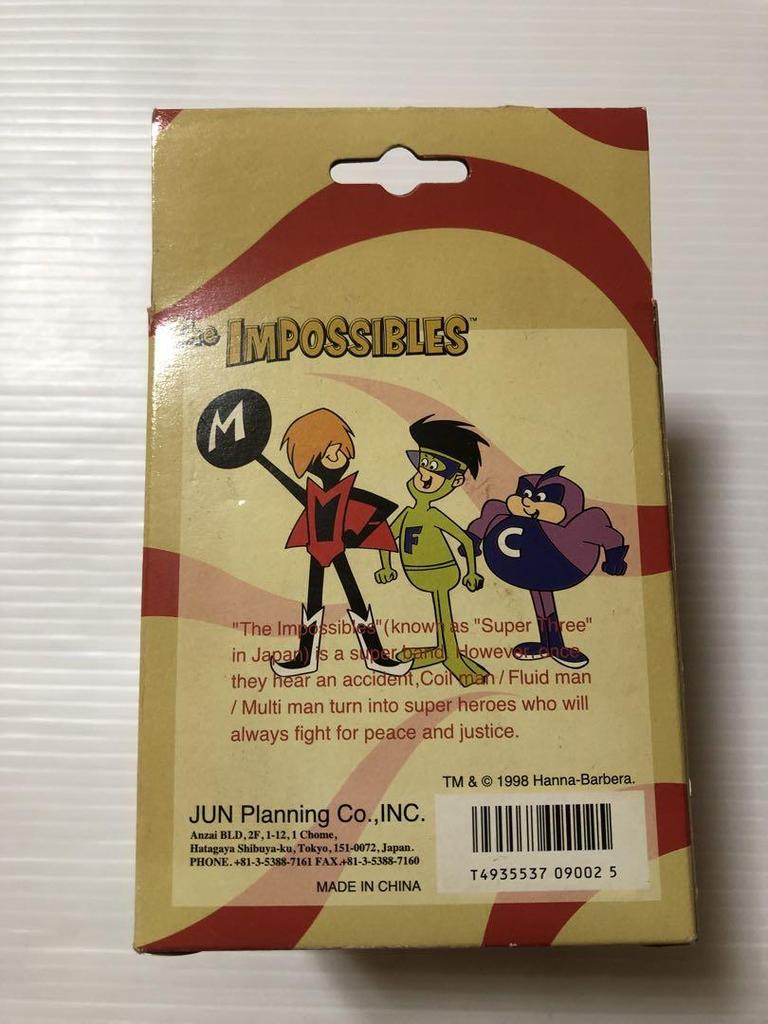 The IMPOSSIBLES™
M
M
F
C
"The Impossibles"(known as "Super Three"
in Japan) is a super band. However, once
they hear an accident,Coil man / Fluid man
/ Multi man turn into super heroes who will
always fight for peace and justice.
TM & © 1998 Hanna-Barbera.
JUN Planning Co.,INC.
Anzai BLD, 2F, 1-12, 1 Chome,
Hatagaya Shibuya-ku, Tokyo, 151-0072, Japan.
PHONE. +81-3-5388-7161 FAX.+81-3-5388-7160
MADE IN CHINA
T4935537 09002 5